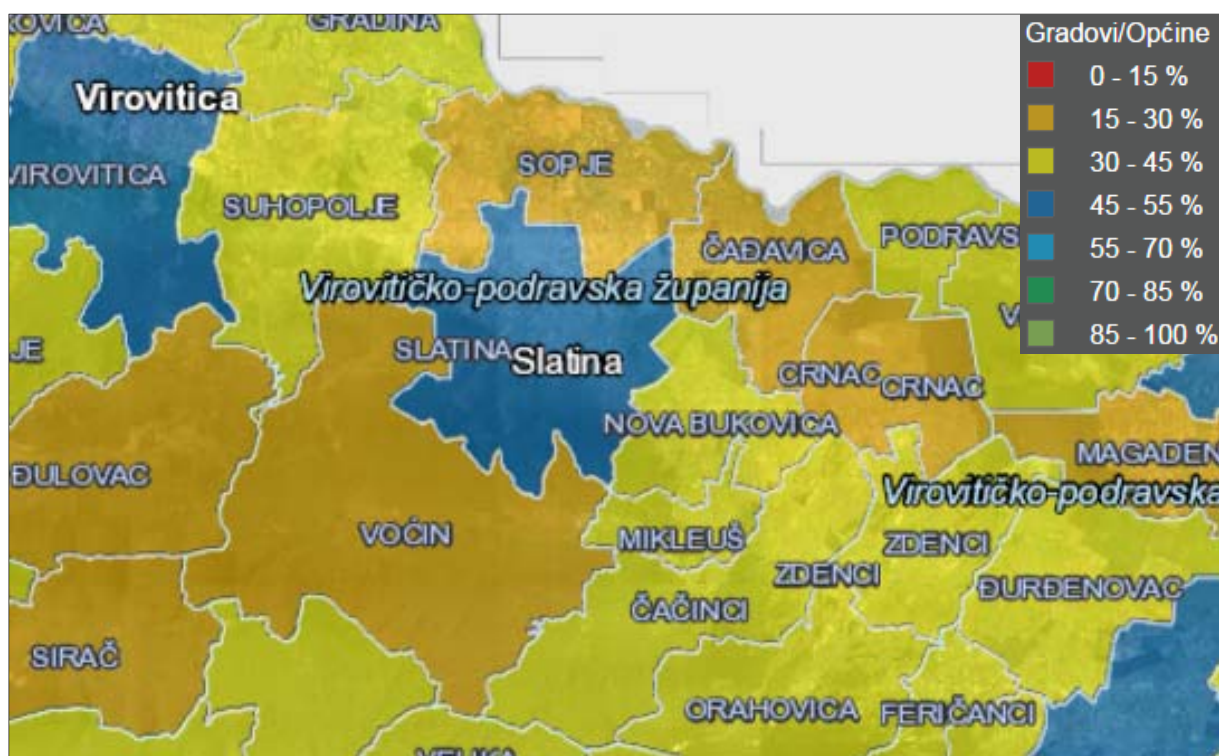 GRADINA
Gradovi/Općine
0 - 15 %
15 - 30 %
30 - 45 %
45 - 55 %
55 - 70 %
70 - 85 %
85 - 100 %
Virovitica
VIROVITICA
SOPJE
SUHOPOLJE
ČAĐAVICA
PODRAVS
Virovitičko-podravska županija
SLATINA
Slatina
CRNAC
CRNAC
NOVA BUKOVICA
MAGADEN
ĐULOVAC
Virovitičko-podravska
VOĆIN
MIKLEUŠ
ZDENCI
ZDENCI
ĐURĐENOVAC
ČAČINCI
SIRAČ
ORAHOVICA
FERIČANCI
VELIKA